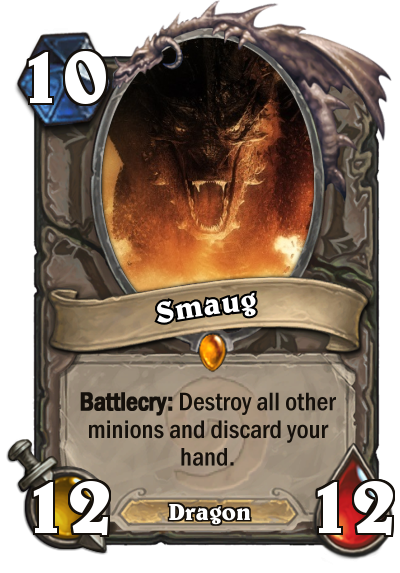 10
Smaug
Battlecry: Destroy all other
minions and discard your
hand.
12
Dragon
12